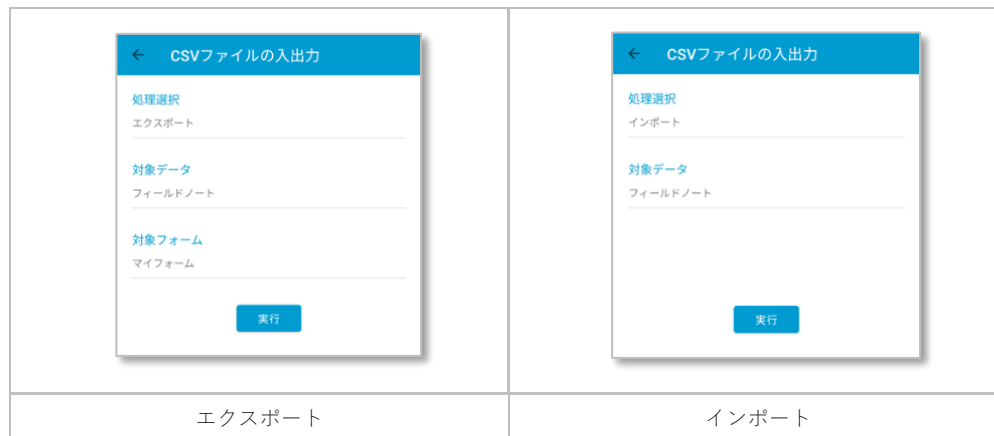 CSVファイルの入出力
処理選択
エクスポート
対象データ
フィールドノート
対象フォーム
マイフォーム
実行
CSVファイルの入出力
処理選択
インポート
対象データ
フィールドノート
実行
エクスポート
インポート